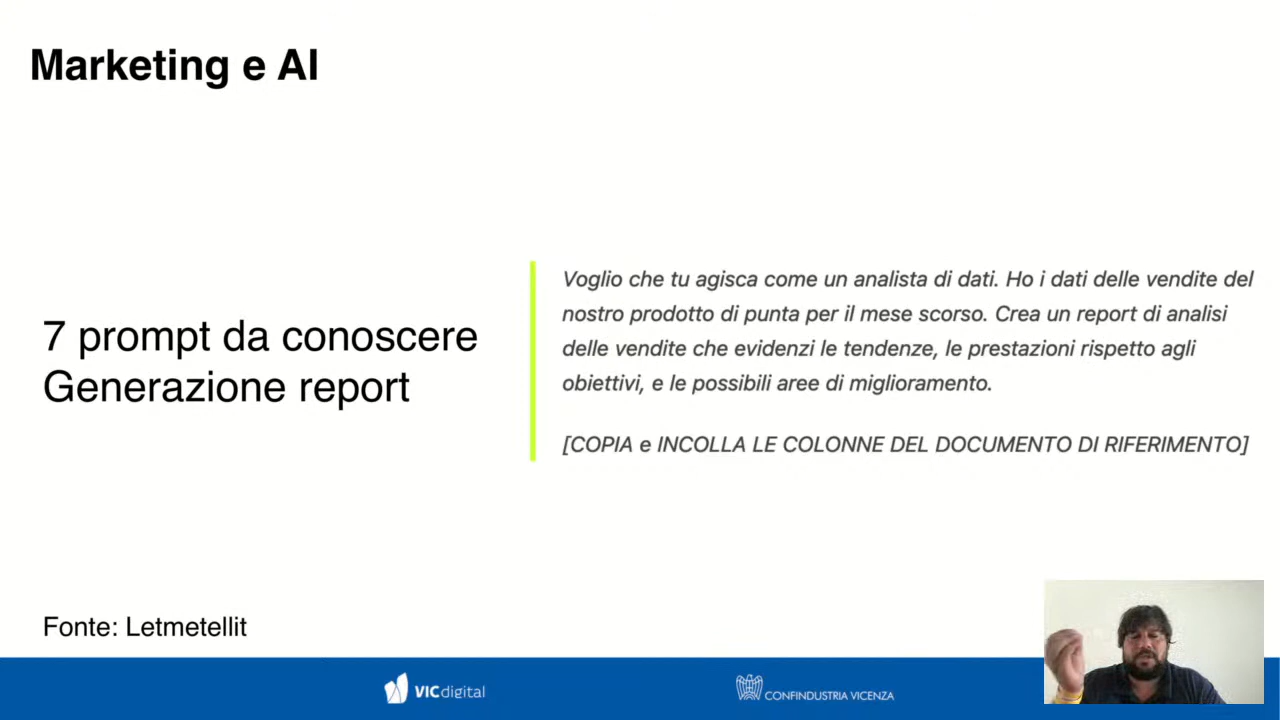 Marketing e AI
7 prompt da conoscere
Generazione report
Voglio che tu agisca come un analista di dati. Ho i dati delle vendite del
nostro prodotto di punta per il mese scorso. Crea un report di analisi
delle vendite che evidenzi le tendenze, le prestazioni rispetto agli
obiettivi, e le possibili aree di miglioramento.
[COPIA e INCOLLA LE COLONNE DEL DOCUMENTO DI RIFERIMENTO]
Fonte: Letmetellit
VICdigital
CONFINDUSTRIA VICENZA